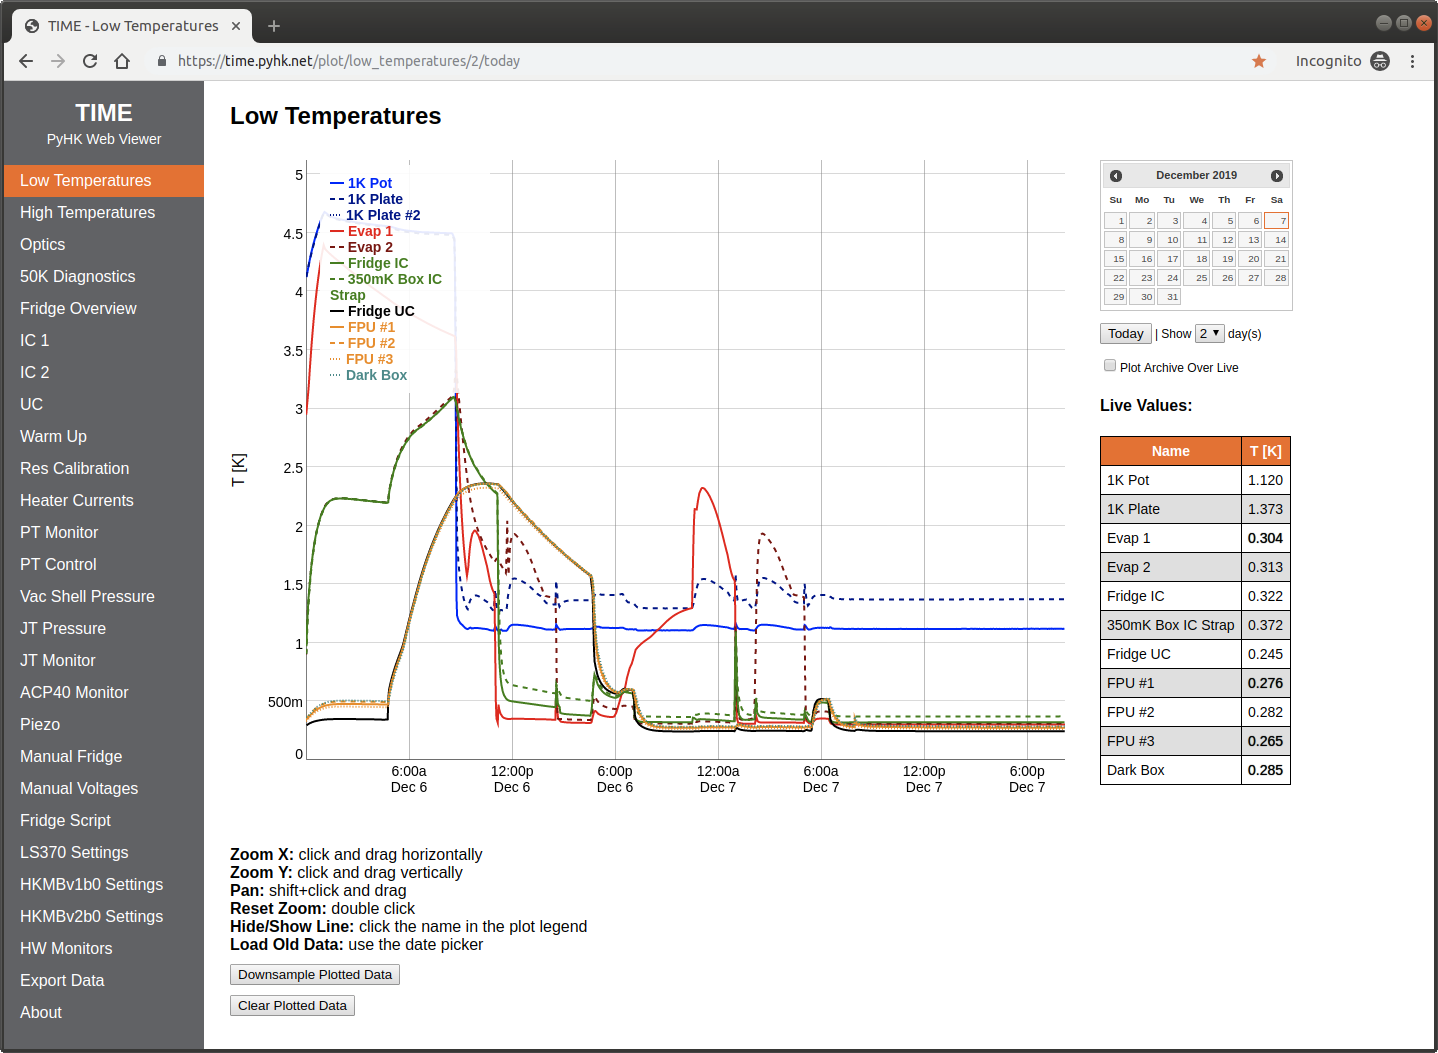 TIME - Low Temperatures
https://time.pyhk.net/plot/low_temperatures/2/today
Incognito
TIME
PyHK Web Viewer
Low Temperatures
High Temperatures
Optics
50K Diagnostics
Fridge Overview
IC 1
IC 2
UC
Warm Up
Res Calibration
Heater Currents
PT Monitor
PT Control
Vac Shell Pressure
JT Pressure
JT Monitor
ACP40 Monitor
Piezo
Manual Fridge
Manual Voltages
Fridge Script
LS370 Settings
HKMBv1b0 Settings
HKMBv2b0 Settings
HW Monitors
Export Data
About
Low Temperatures
T [K]
5
4.5
4
3.5
3
2.5
2
1.5
1
500m
0
1K Pot
1K Plate
1K Plate #2
Evap 1
Evap 2
Fridge IC
350mK Box IC
Strap
Fridge UC
FPU #1
FPU #2
FPU #3
Dark Box
6:00a 12:00p 6:00p 12:00a 6:00a 12:00p 6:00p
Dec 6 Dec 6 Dec 6 Dec 7 Dec 7 Dec 7 Dec 7
December 2019
Su Mo Tu We Th Fr Sa
1 2 3 4 5 6 7
8 9 10 11 12 13 14
15 16 17 18 19 20 21
22 23 24 25 26 27 28
29 30 31
Today | Show 2 day(s)
Plot Archive Over Live
Live Values:
Name T [K]
1K Pot 1.120
1K Plate 1.373
Evap 1 0.304
Evap 2 0.313
Fridge IC 0.322
350mK Box IC Strap 0.372
Fridge UC 0.245
FPU #1 0.276
FPU #2 0.282
FPU #3 0.265
Dark Box 0.285
Zoom X: click and drag horizontally
Zoom Y: click and drag vertically
Pan: shift+click and drag
Reset Zoom: double click
Hide/Show Line: click the name in the plot legend
Load Old Data: use the date picker
Downsample Plotted Data
Clear Plotted Data